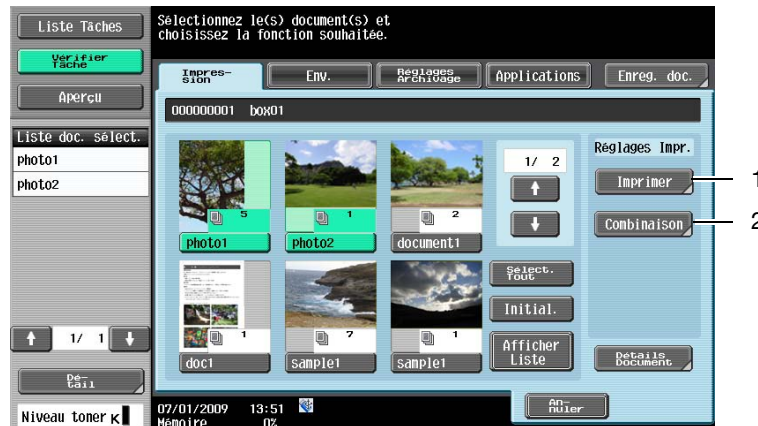 Liste Tâches
Vérifier
Tâche
Aperçu
Liste doc. sélect.
photo1
photo2
1/ 1
Dé-
tail
Niveau toner K
Sélectionnez le(s) document(s) et
choisissez la fonction souhaitée.
Impres-
sion
Env.
Réglages
Archivage
Applications
Enreg. doc.
000000001 box01
5
photo1
1
photo2
2
document1
1
doc1
7
sample1
1
sample1
1/ 2
Sélect.
Tout
Initial.
Afficher
Liste
Réglages Impr.
Imprimer
Combinaison
Détails
Document
1
2
07/01/2009 13:51
Mémoire 0%
An-
nuler